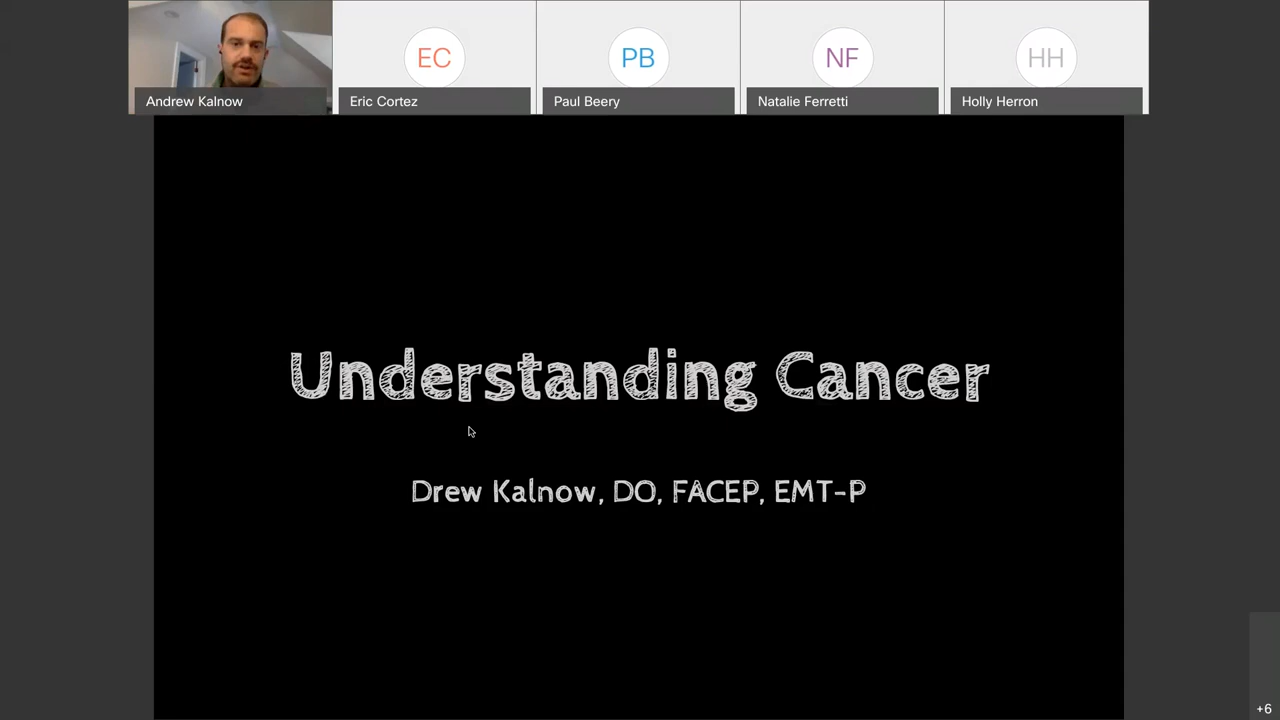 EC
PB
NF
HH
Andrew Kalnow
Eric Cortez
Paul Beery
Natalie Ferretti
Holly Herron
Understanding Cancer
Drew Kalnow, DO, FACEP, EMT-P
+6